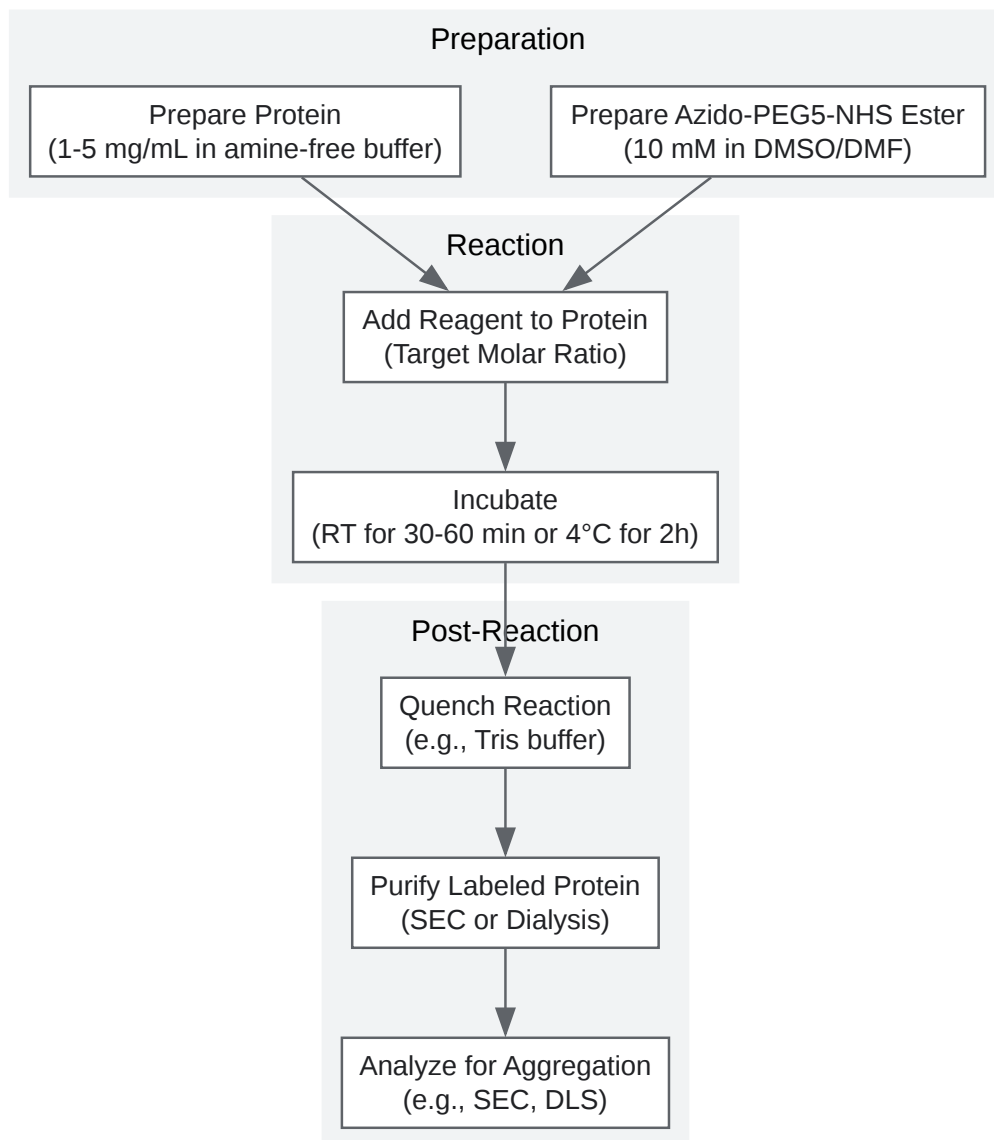 Preparation
Prepare Protein
(1-5 mg/mL in amine-free buffer)
Prepare Azido-PEG5-NHS Ester
(10 mM in DMSO/DMF)
Reaction
Add Reagent to Protein
(Target Molar Ratio)
Incubate
(RT for 30-60 min or 4°C for 2h)
Post-Reaction
Quench Reaction
(e.g., Tris buffer)
Purify Labeled Protein
(SEC or Dialysis)
Analyze for Aggregation
(e.g., SEC, DLS)